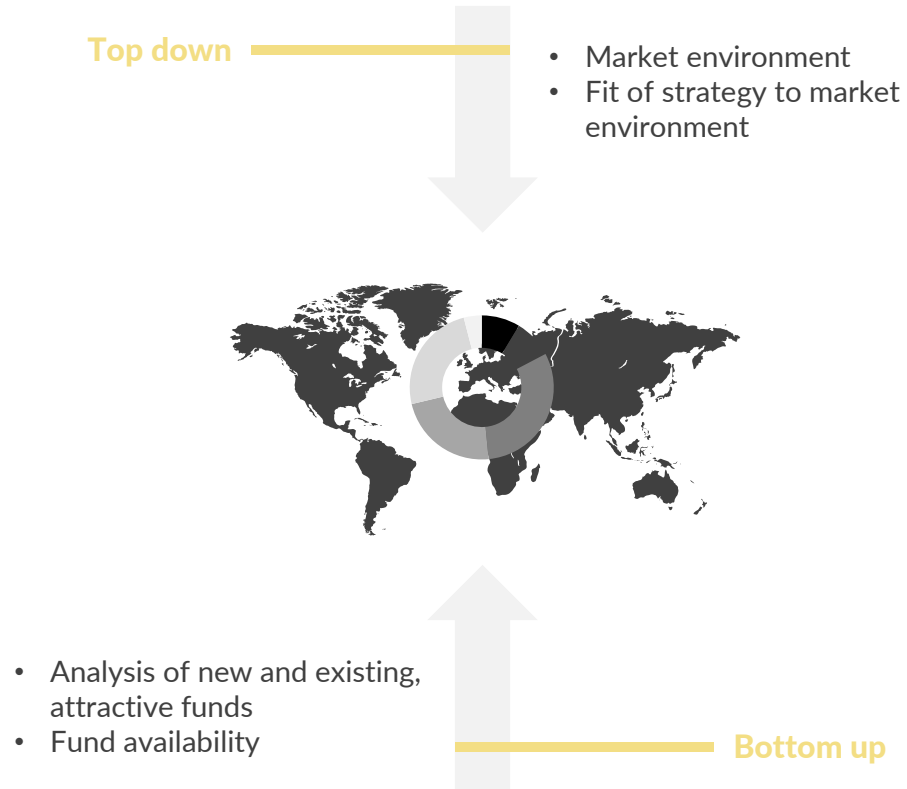 Top down
• Market environment
• Fit of strategy to market
environment
• Analysis of new and existing,
attractive funds
• Fund availability
Bottom up